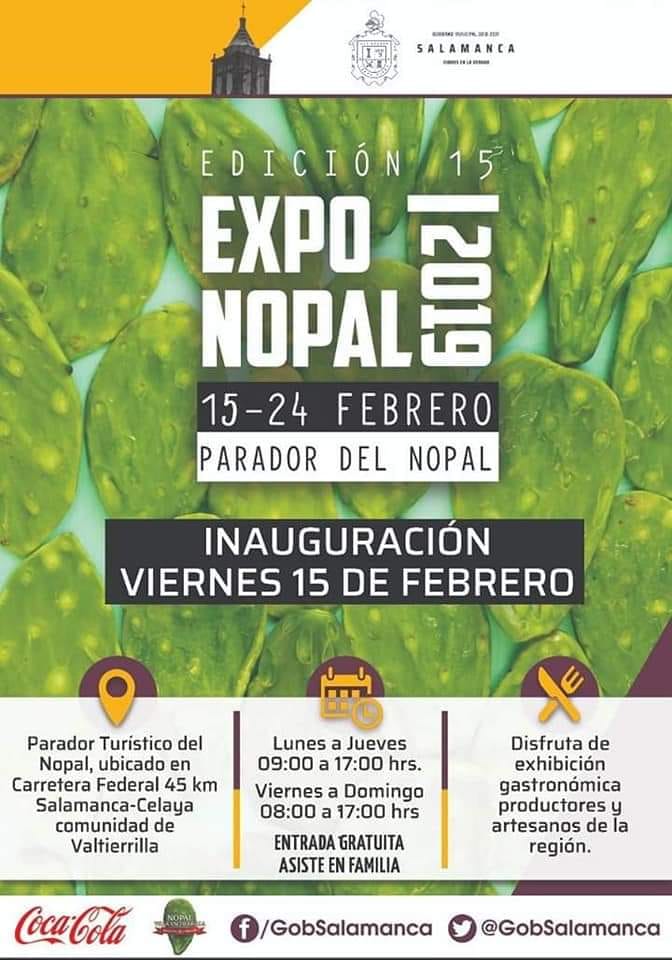 SALAMANCA
EDICIÓN 15
EXPO
NOPAL
2019
15-24 FEBRERO
PARADOR DEL NOPAL
INAUGURACIÓN
VIERNES 15 DE FEBRERO
Parador Turístico del
Nopal, ubicado en
Carretera Federal 45 km
Salamanca-Celaya
comunidad de
Valtierrilla
Lunes a Jueves
09:00 a 17:00 hrs.
Viernes a Domingo
08:00 a 17:00 hrs
ENTRADA GRATUITA
ASISTE EN FAMILIA
Disfruta de
exhibición
gastronómica
productores y
artesanos de la
región.
Coca-Cola
NOPAL
/GobSalamanca
@GobSalamanca